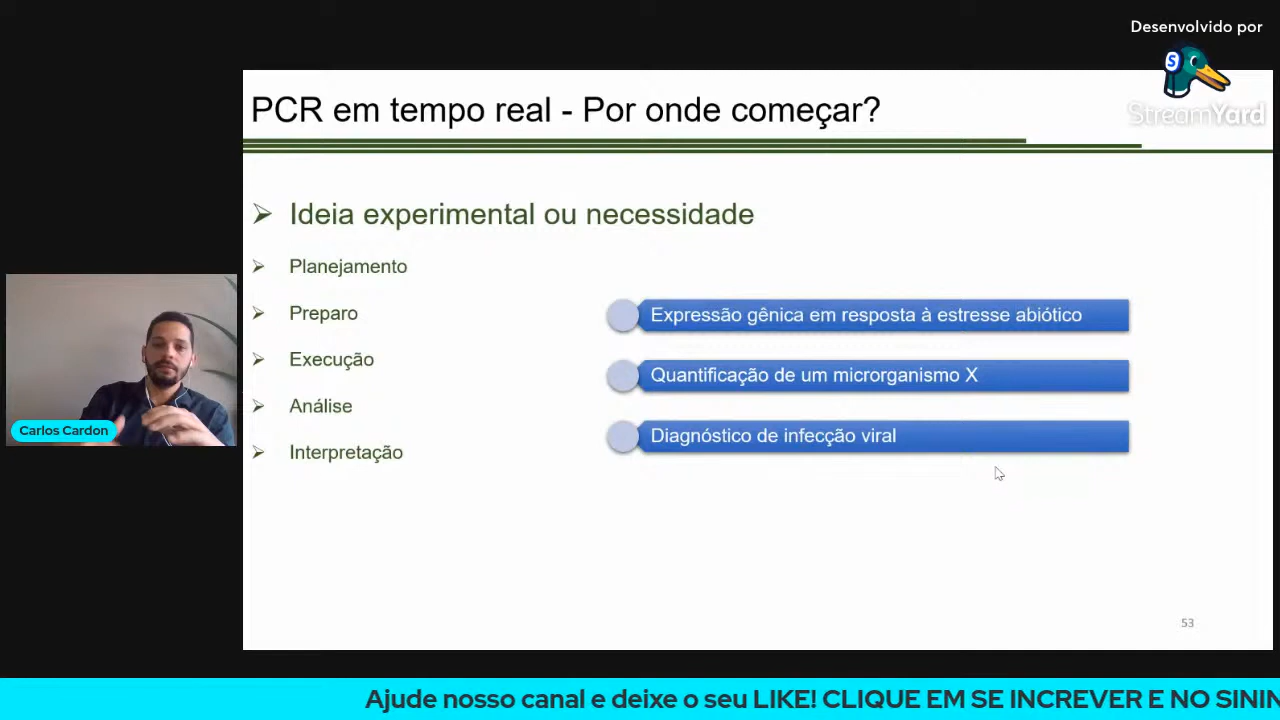 Desenvolvido por
StreamYard
PCR em tempo real - Por onde começar?
Ideia experimental ou necessidade
Planejamento
Preparo
Execução
Análise
Interpretação
Expressão gênica em resposta à estresse abiótico
Quantificação de um microrganismo X
Diagnóstico de infecção viral
Carlos Cardon
53
Ajude nosso canal e deixe o seu LIKE! CLIQUE EM SE INCREVER E NO SININ